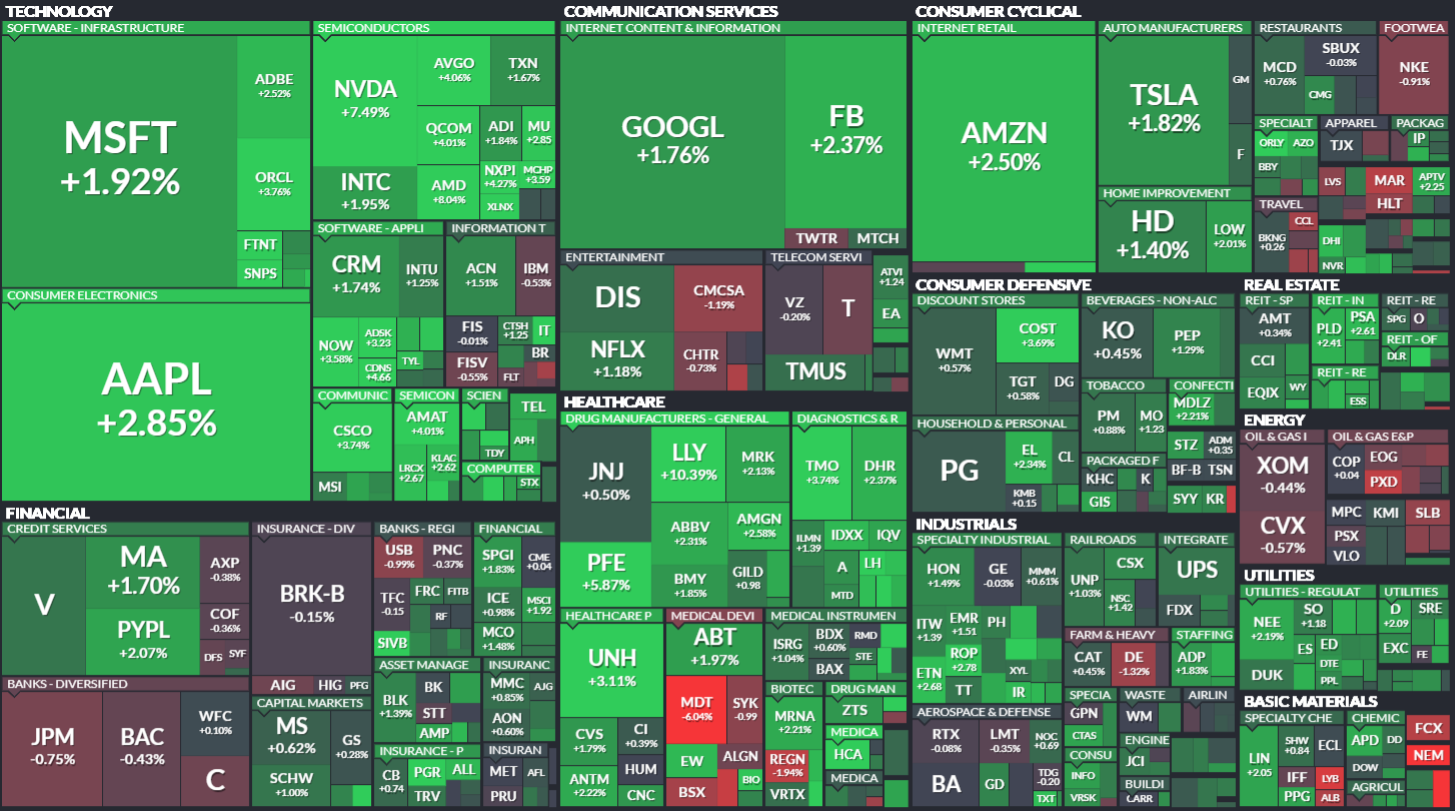 TECHNOLOGY
SOFTWARE - INFRASTRUCTURE
MSFT
+1.92%
ADBE
+2.52%
ORCL
+3.76%
FTNT
SNPS
CONSUMER ELECTRONICS
AAPL
+2.85%
SEMICONDUCTORS
NVDA
+7.49%
AVGO
+4.06%
TXN
+1.67%
QCOM
+4.01%
ADI
+1.84%
MU
+2.85
INTC
+1.95%
AMD
+8.04%
NXPI
+4.27%
MCHP
+3.59
XLNX
SOFTWARE - APPLI
CRM
+1.74%
INTU
+1.25%
NOW
+3.58%
ADSK
+3.23
CDNS
+4.66
TYL
INFORMATION T
ACN
+1.51%
IBM
-0.53%
FIS
-0.01%
CTSH
+1.25
IT
FISV
-0.55%
BR
FLT
COMMUNIC
CSCO
+3.74%
MSI
SEMICON
AMAT
+4.01%
LRCX
+2.67
KLAC
+2.62
SCIEN
TEL
APH
TDY
COMPUTER
STX
COMMUNICATION SERVICES
INTERNET CONTENT & INFORMATION
GOOGL
+1.76%
FB
+2.37%
TWTR
MTCH
ENTERTAINMENT
DIS
CMCSA
-1.19%
NFLX
+1.18%
CHTR
-0.73%
TELECOM SERVI
VZ
-0.20%
T
TMUS
ATVI
+1.24
EA
CONSUMER CYCLICAL
INTERNET RETAIL
AMZN
+2.50%
AUTO MANUFACTURERS
TSLA
+1.82%
GM
F
HOME IMPROVEMENT
HD
+1.40%
LOW
+2.01%
RESTAURANTS
MCD
+0.76%
SBUX
-0.03%
CMG
FOOTWEA
NKE
-0.91%
SPECIALT
ORLY
AZO
BBY
APPAREL
TJX
PACKAG
IP
LVS
MAR
APTV
+2.25
HLT
TRAVEL
BKNG
+0.26
CCL
DHI
NVR
CONSUMER DEFENSIVE
DISCOUNT STORES
WMT
+0.57%
COST
+3.69%
TGT
+0.58%
DG
BEVERAGES - NON-ALC
KO
+0.45%
PEP
+1.29%
TOBACCO
PM
+0.88%
MO
+1.23
CONFECTI
MDLZ
+2.21%
HOUSEHOLD & PERSONAL
PG
EL
+2.34%
CL
KMB
+0.15
PACKAGED F
KHC
K
GIS
STZ
ADM
+0.35
BF-B
TSN
SYY
KR
REAL ESTATE
REIT - SP
AMT
+0.34%
CCI
EQIX
WY
REIT - IN
PLD
+2.41
PSA
+2.61
REIT - RE
SPG
O
REIT - OF
DLR
REIT - RE
ESS
ENERGY
OIL & GAS I
XOM
-0.44%
CVX
-0.57%
OIL & GAS E&P
COP
+0.04
EOG
PXD
MPC
KMI
SLB
PSX
VLO
HEALTHCARE
DRUG MANUFACTURERS - GENERAL
JNJ
+0.50%
LLY
+10.39%
MRK
+2.13%
ABBV
+2.31%
AMGN
+2.58%
PFE
+5.87%
BMY
+1.85%
GILD
+0.98
DIAGNOSTICS & R
TMO
+3.74%
DHR
+2.37%
ILMN
+1.39
IDXX
IQV
A
LH
MTD
HEALTHCARE P
UNH
+3.11%
CVS
+1.79%
CI
+0.39%
ANTM
+2.22%
HUM
CNC
MEDICAL DEVI
ABT
+1.97%
MDT
-6.04%
SYK
-0.99
EW
ALGN
BSX
BIO
MEDICAL INSTRUMEN
ISRG
+1.04%
BDX
+0.60%
RMD
STE
BAX
BIOTEC
MRNA
+2.21%
REGN
-1.94%
VRTX
DRUG MAN
ZTS
MEDICA
HCA
MEDICA
FINANCIAL
CREDIT SERVICES
V
MA
+1.70%
PYPL
+2.07%
AXP
-0.38%
COF
-0.36%
DFS
SYF
BANKS - DIVERSIFIED
JPM
-0.75%
BAC
-0.43%
WFC
+0.10%
C
INSURANCE - DIV
BRK-B
-0.15%
AIG
HIG
PFG
CAPITAL MARKETS
MS
+0.62%
GS
+0.28%
SCHW
+1.00%
BANKS - REGI
USB
-0.99%
PNC
-0.37%
TFC
-0.15
FRC
FITB
RF
SIVB
FINANCIAL
SPGI
+1.83%
CME
+0.04
ICE
+0.98%
MSCI
+1.92
MCO
+1.48%
ASSET MANAGE
BLK
+1.39%
BK
STT
AMP
INSURANC
MMC
+0.85%
AJG
AON
+0.60%
INSURANCE - P
CB
+0.74
PGR
ALL
TRV
INSURAN
MET
AFL
PRU
INDUSTRIALS
SPECIALTY INDUSTRIAL
HON
+1.49%
GE
-0.03%
MMM
+0.61%
ITW
+1.39
EMR
+1.51
PH
ROP
+2.78
ETN
+2.68
TT
XYL
IR
RAILROADS
UNP
+1.03%
CSX
NSC
+1.42
INTEGRATE
UPS
FDX
FARM & HEAVY
CAT
+0.45%
DE
-1.32%
STAFFING
ADP
+1.83%
AEROSPACE & DEFENSE
RTX
-0.08%
LMT
-0.35%
NOC
+0.69
BA
GD
TDG
-0.20
TXT
SPECIA
GPN
CTAS
WASTE
WM
AIRLIN
CONSU
INFO
VRSK
ENGINE
JCI
BUILDI
CARR
UTILITIES
UTILITIES - REGULAT
NEE
+2.19%
SO
+1.18
DUK
ES
ED
DTE
PPL
UTILITIES
D
+2.09
SRE
EXC
FE
BASIC MATERIALS
SPECIALTY CHE
LIN
+2.05
SHW
+0.84
ECL
IFF
PPG
LYB
ALB
CHEMIC
APD
DD
DOW
AGRICUL
FCX
NEM